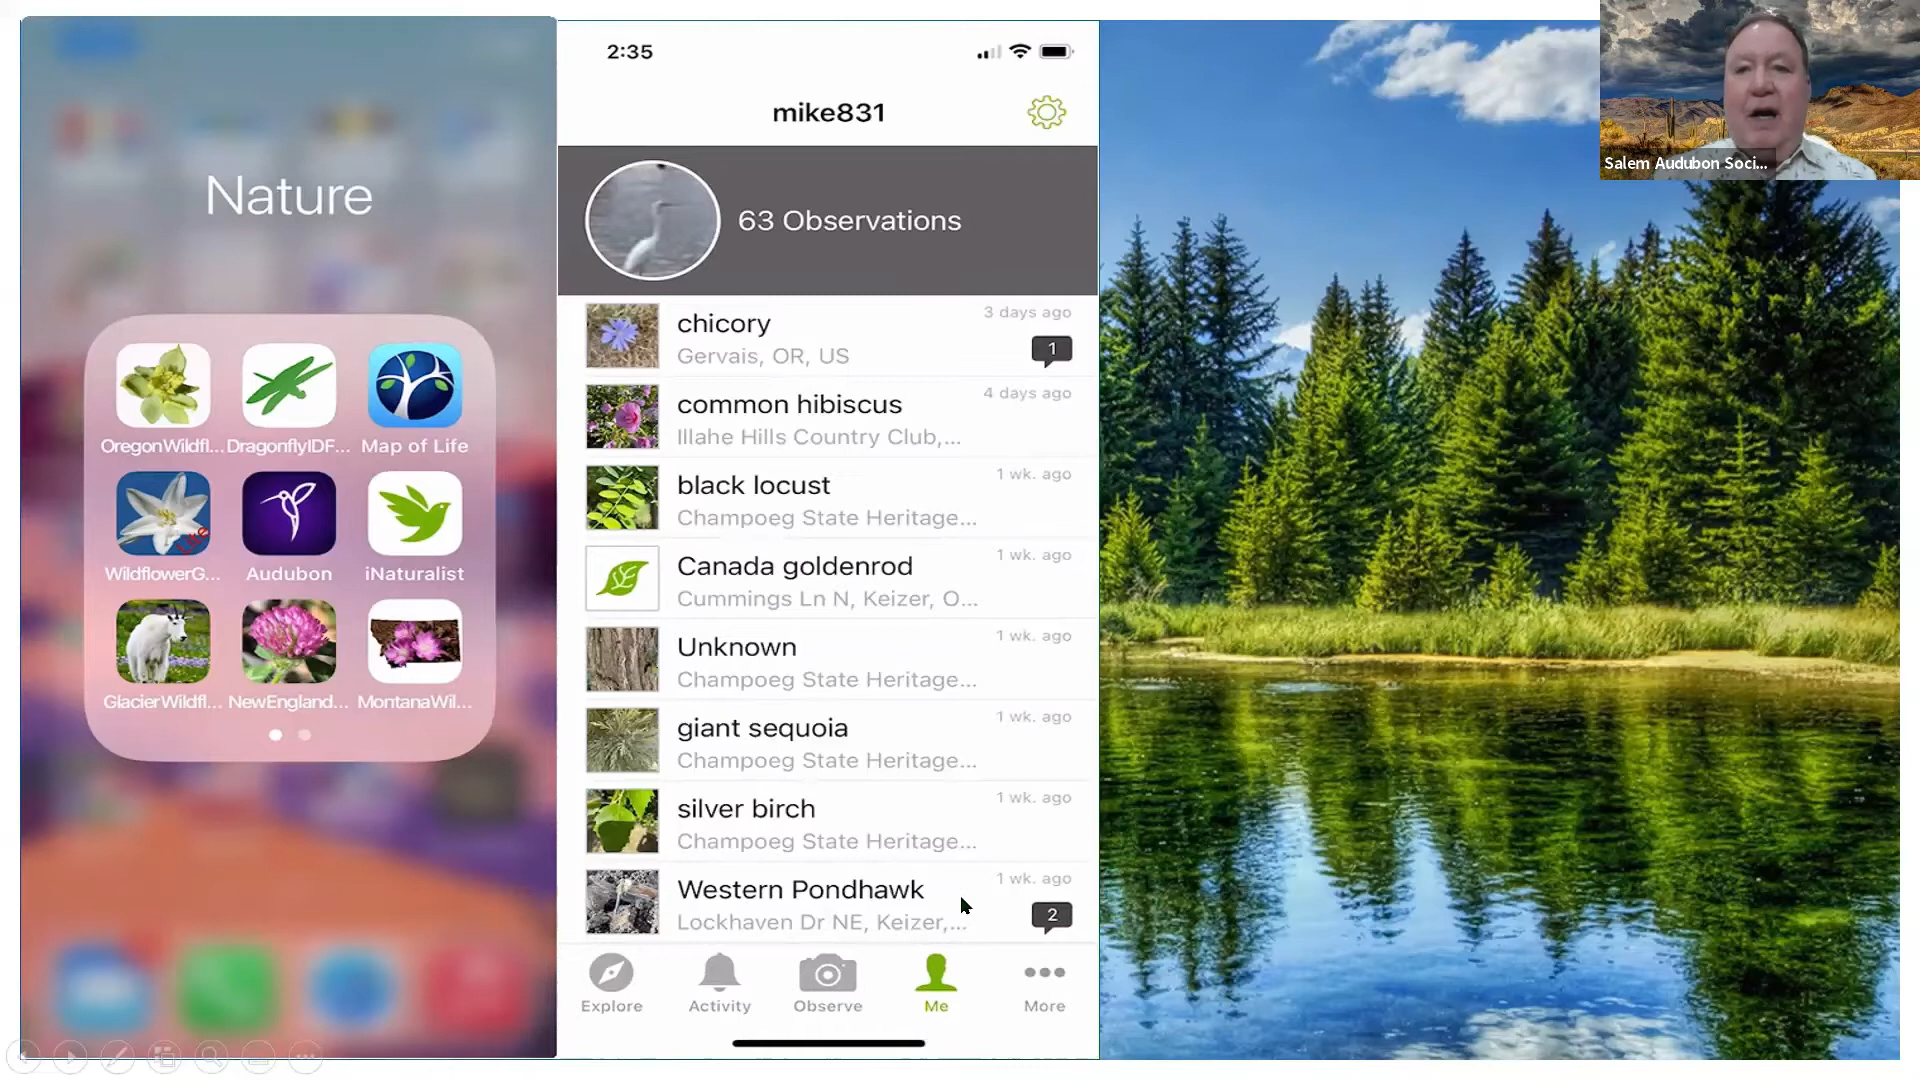 Nature
OregonWildfl... DragonflyIDF... Map of Life
Lite
WildflowerG... Audubon iNaturalist
GlacierWildfl... NewEngland... MontanaWil...
2:35
mike831
63 Observations
chicory 3 days ago
Gervais, OR, US 1
common hibiscus 4 days ago
Illahe Hills Country Club,...
black locust 1 wk. ago
Champoeg State Heritage...
Canada goldenrod 1 wk. ago
Cummings Ln N, Keizer, O...
Unknown 1 wk. ago
Champoeg State Heritage...
giant sequoia 1 wk. ago
Champoeg State Heritage...
silver birch 1 wk. ago
Champoeg State Heritage...
Western Pondhawk 1 wk. ago
Lockhaven Dr NE, Keizer,... 2
Explore Activity Observe Me More
Salem Audubon Soci...